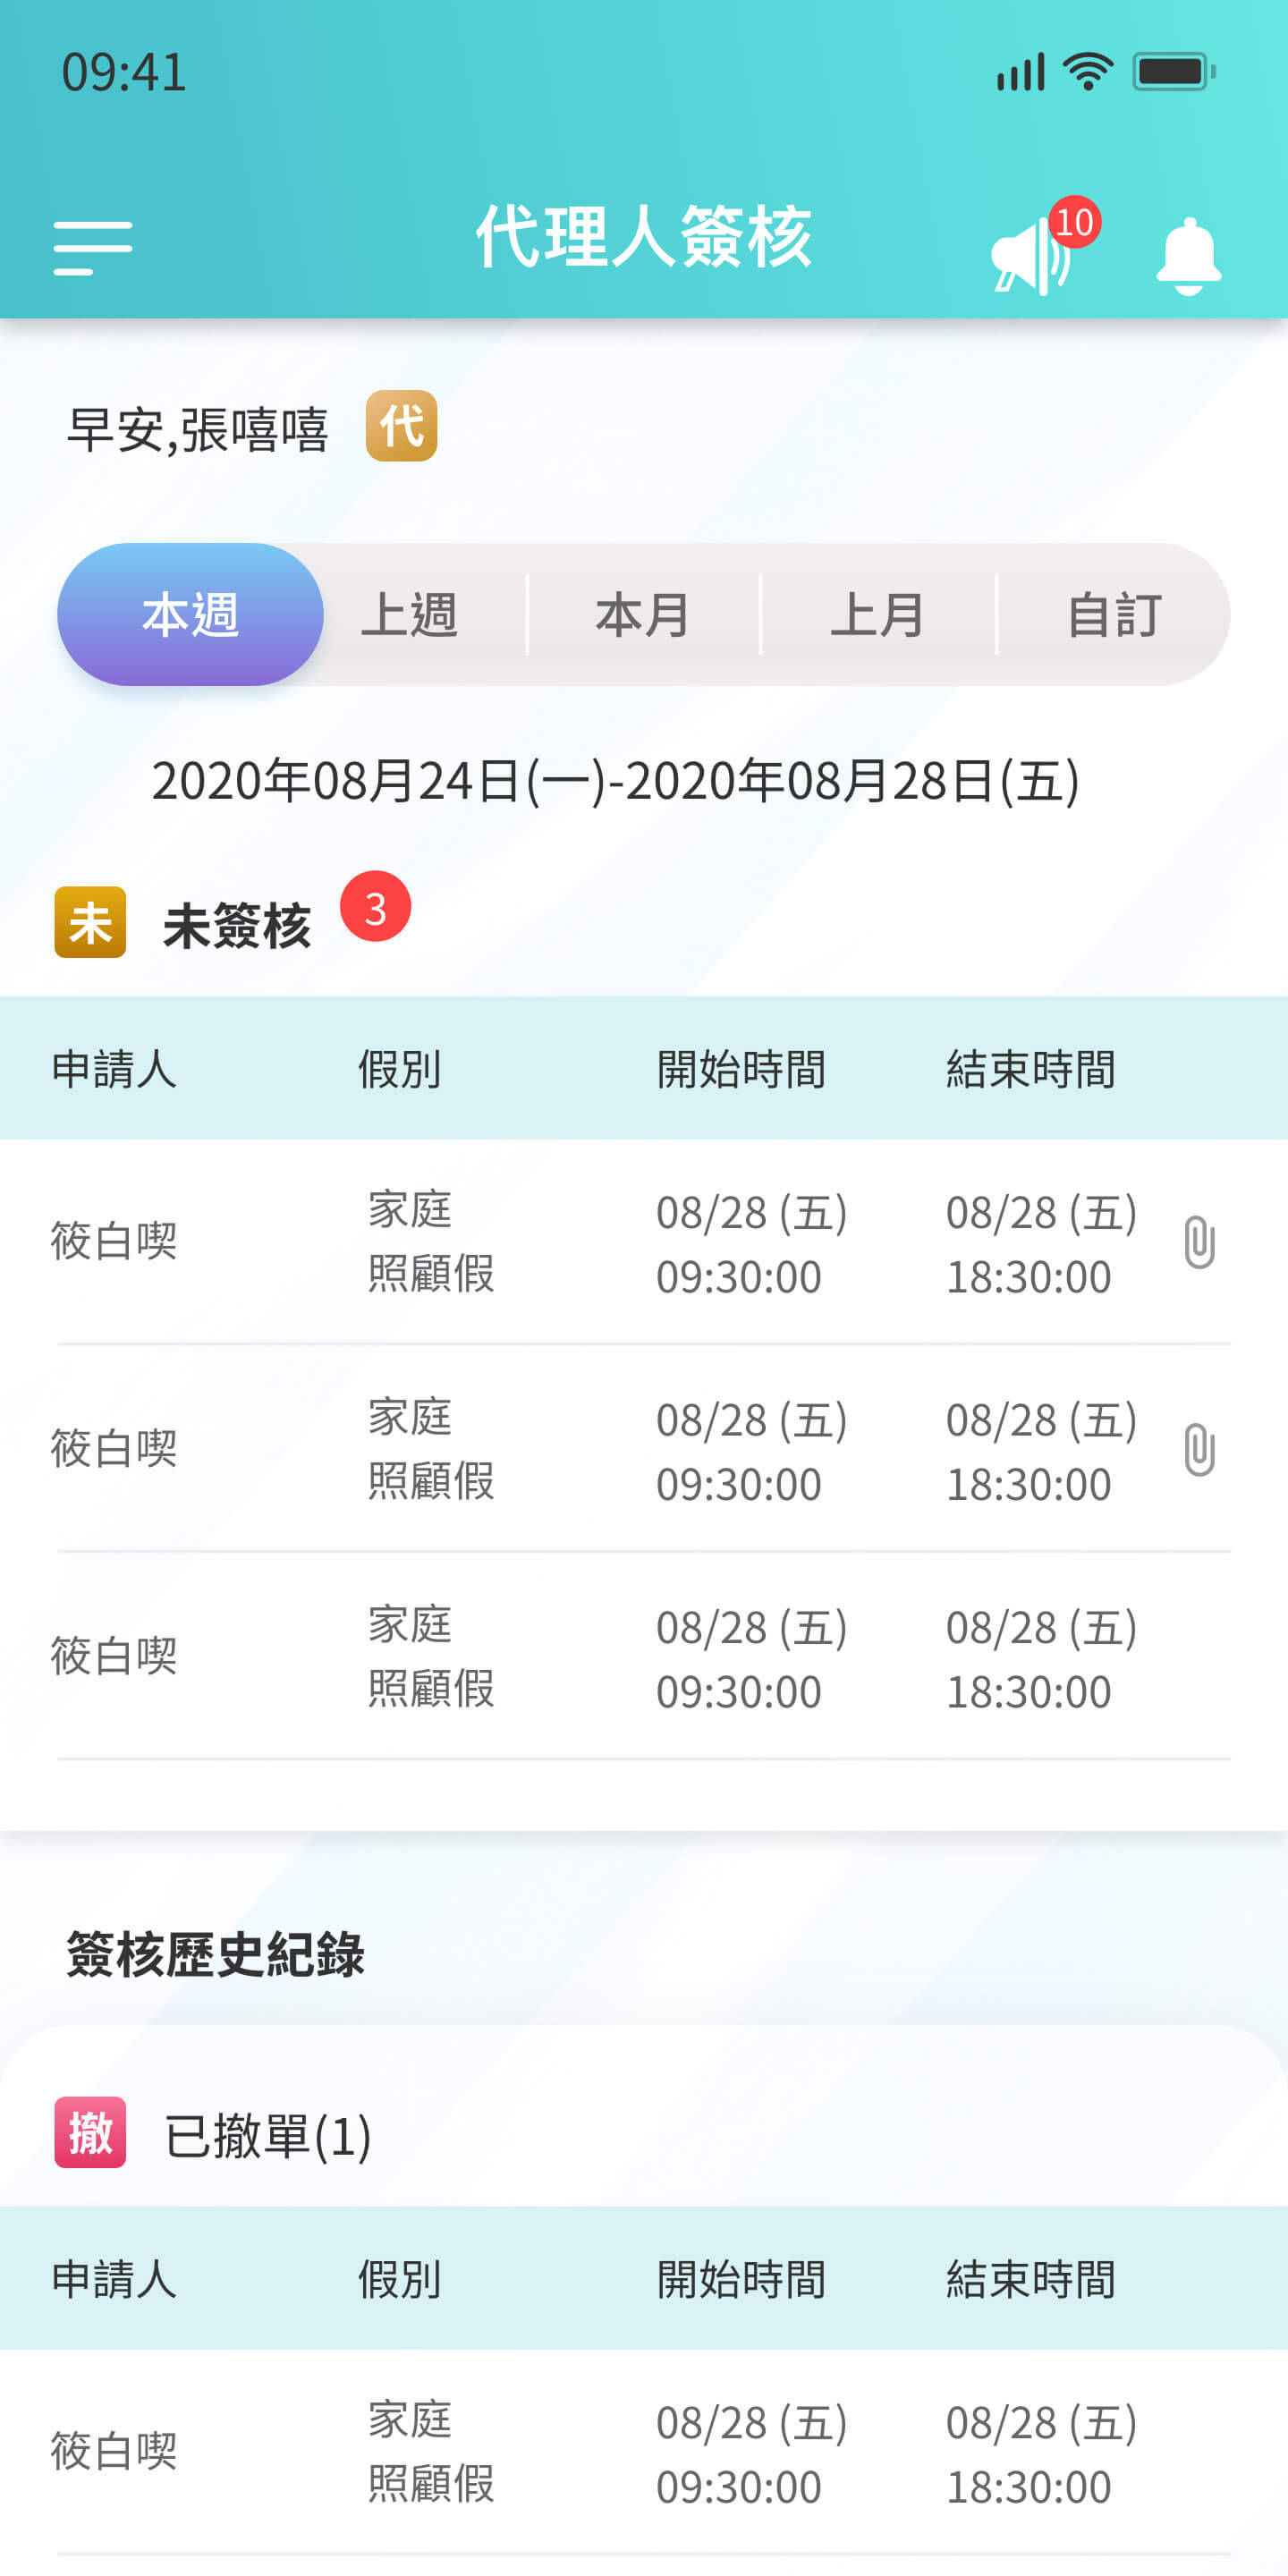 09:41
代理人簽核
10
早安,張嘻嘻 代
本週 上週 本月 上月 自訂
2020年08月24日(一)-2020年08月28日(五)
未 未簽核 3
申請人 假別 開始時間 結束時間
筱白喫 家庭照顧假 08/28 (五) 09:30:00 08/28 (五) 18:30:00
筱白喫 家庭照顧假 08/28 (五) 09:30:00 08/28 (五) 18:30:00
筱白喫 家庭照顧假 08/28 (五) 09:30:00 08/28 (五) 18:30:00
簽核歷史紀錄
撤 已撤單(1)
申請人 假別 開始時間 結束時間
筱白喫 家庭照顧假 08/28 (五) 09:30:00 08/28 (五) 18:30:00